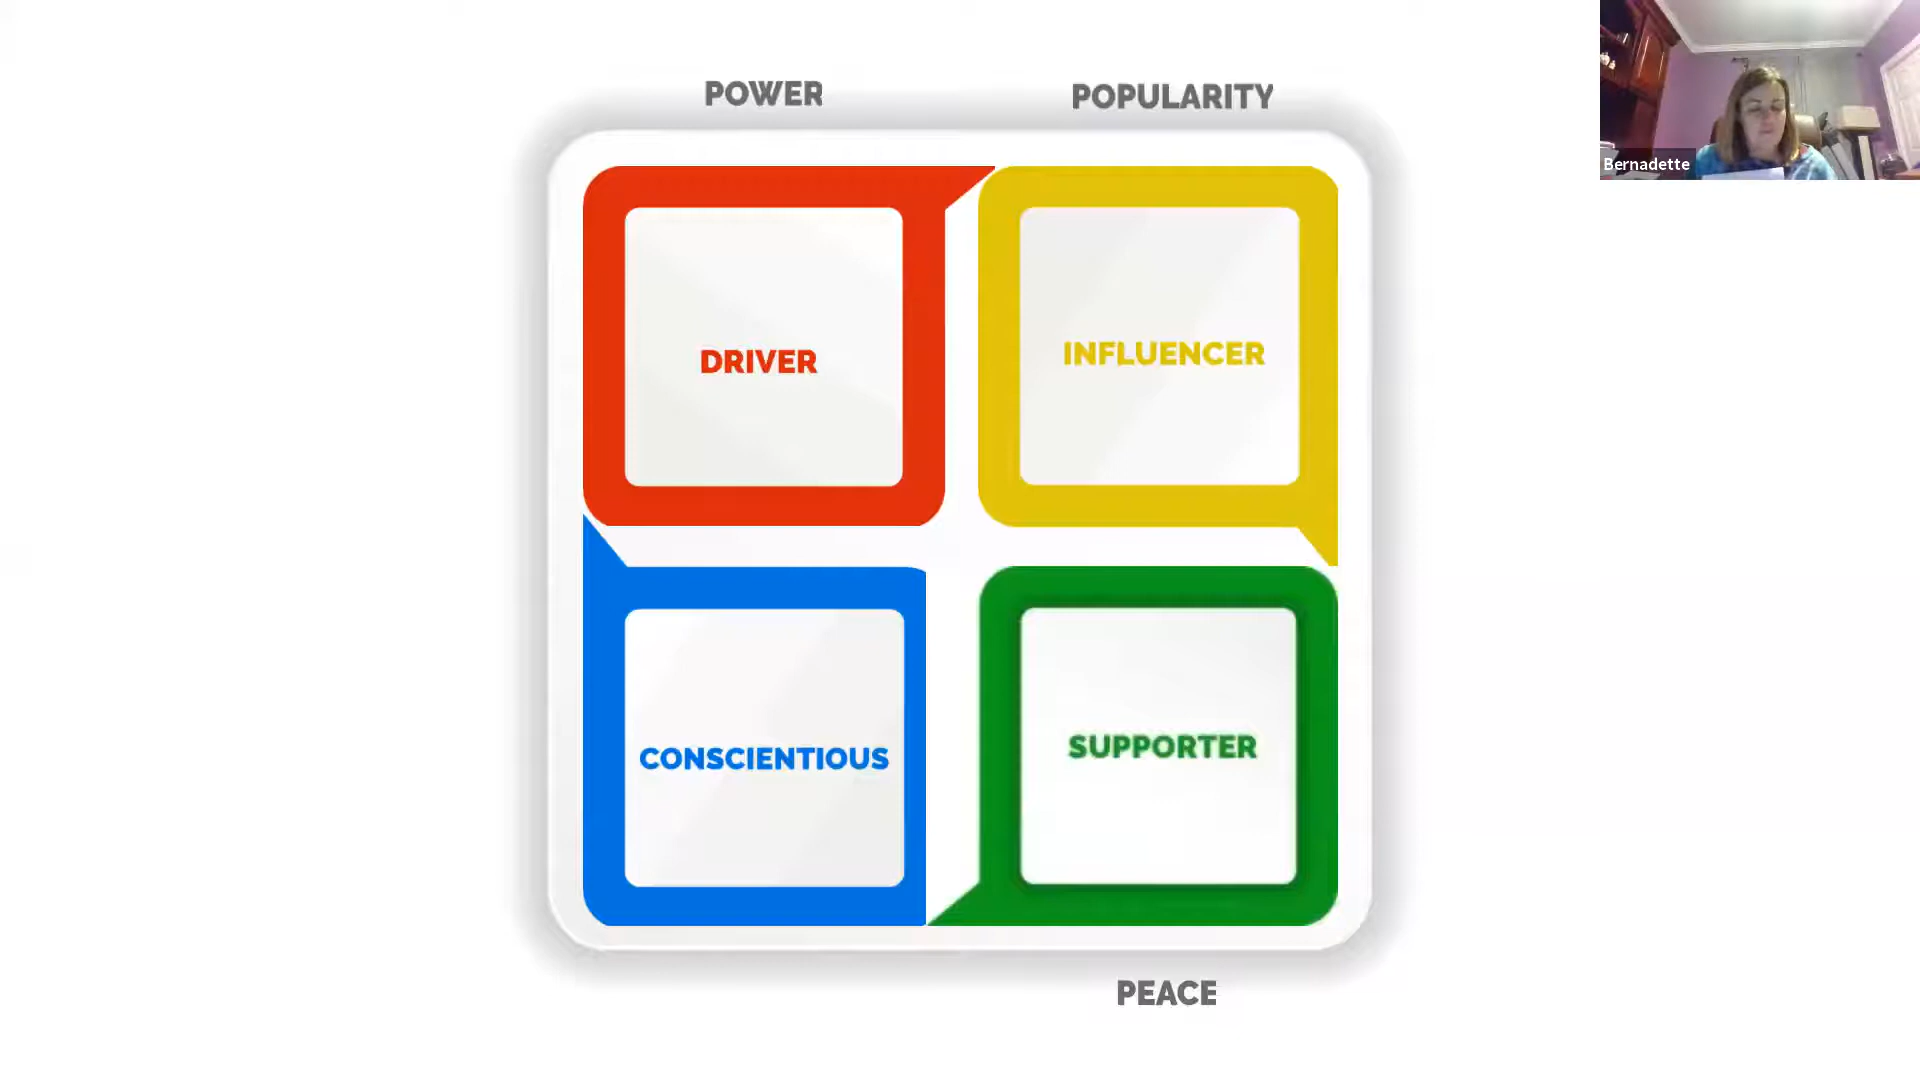 POWER
POPULARITY
Bernadette
DRIVER
INFLUENCER
CONSCIENTIOUS
SUPPORTER
PEACE